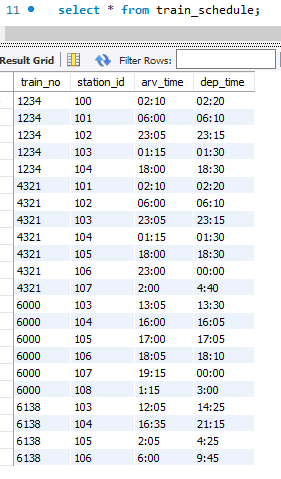 11 select * from train_schedule;
Result Grid Filter Rows:
train_no station_id arv_time dep_time
1234 100 02:10 02:20
1234 101 06:00 06:10
1234 102 23:05 23:15
1234 103 01:15 01:30
1234 104 18:00 18:30
4321 101 02:10 02:20
4321 102 06:00 06:10
4321 103 23:05 23:15
4321 104 01:15 01:30
4321 105 18:00 18:30
4321 106 23:00 00:00
4321 107 2:00 4:40
6000 103 13:05 13:30
6000 104 16:00 16:05
6000 105 17:00 17:05
6000 106 18:05 18:10
6000 107 19:15 00:00
6000 108 1:15 3:00
6138 103 12:05 14:25
6138 104 16:35 21:15
6138 105 2:05 4:25
6138 106 6:00 9:45